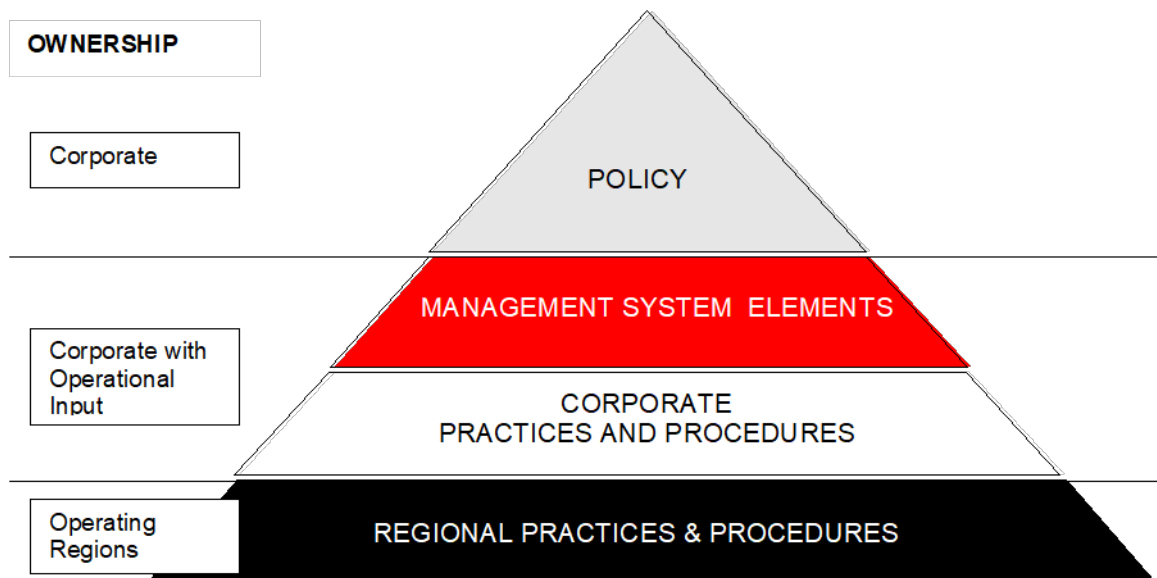 OWNERSHIP
Corporate
POLICY
MANAGEMENT SYSTEM ELEMENTS
Corporate with
Operational
Input
CORPORATE
PRACTICES AND PROCEDURES
Operating
Regions
REGIONAL PRACTICES & PROCEDURES